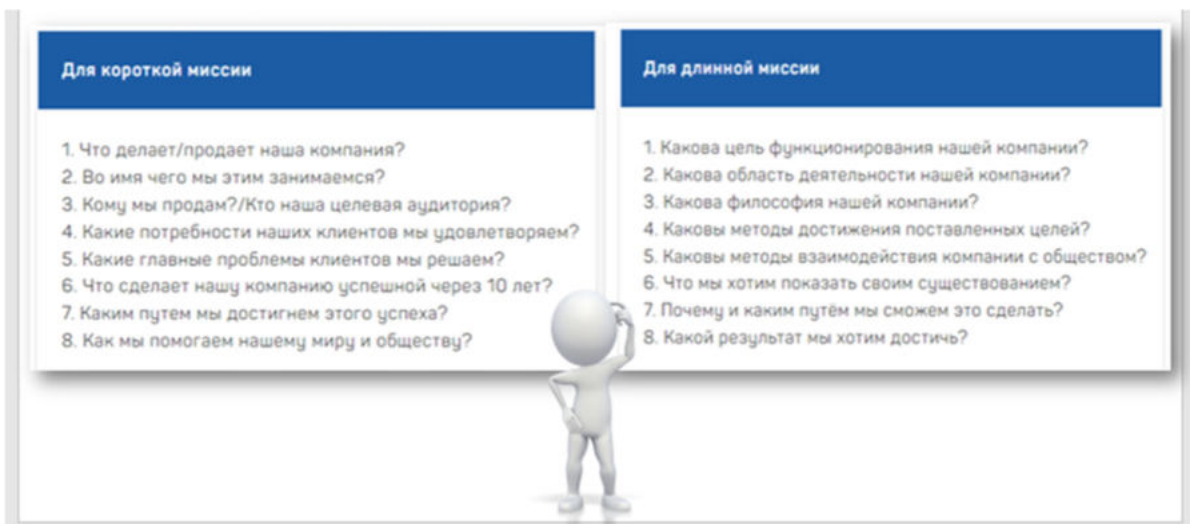 Для короткой миссии
1. Что делает/продает наша компания?
2. Во имя чего мы этим занимаемся?
3. Кому мы продам?/Кто наша целевая аудитория?
4. Какие потребности наших клиентов мы удовлетворяем?
5. Какие главные проблемы клиентов мы решаем?
6. Что сделает нашу компанию успешной через 10 лет?
7. Каким путем мы достигнем этого успеха?
8. Как мы помогаем нашему миру и обществу?
Для длинной миссии
1. Какова цель функционирования нашей компании?
2. Какова область деятельности нашей компании?
3. Какова философия нашей компании?
4. Каковы методы достижения поставленных целей?
5. Каковы методы взаимодействия компании с обществом?
6. Что мы хотим показать своим существованием?
7. Почему и каким путём мы сможем это сделать?
8. Какой результат мы хотим достичь?